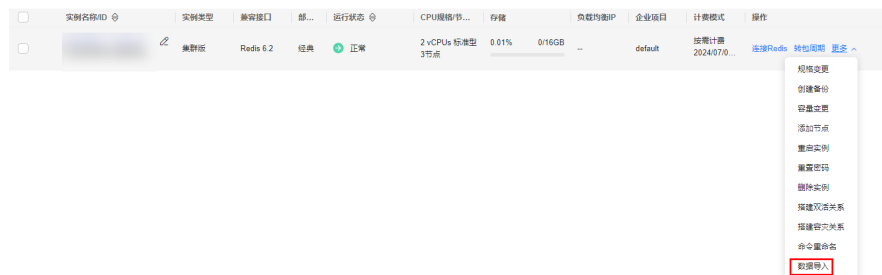 实例名称/ID 实例类型 兼容接口 部... 运行状态 CPU规格/节... 存储 负载均衡IP 企业项目 计费模式 操作
集群版 Redis 6.2 经典 正常 2 vCPUs 标准型 0.01% 0/16GB -- default 按需计费 连接Redis 转包周期 更多
3节点 2024/07/0...
规格变更
创建备份
容量变更
添加节点
重启实例
重置密码
删除实例
搭建双活关系
搭建容灾关系
命令重命名
数据导入